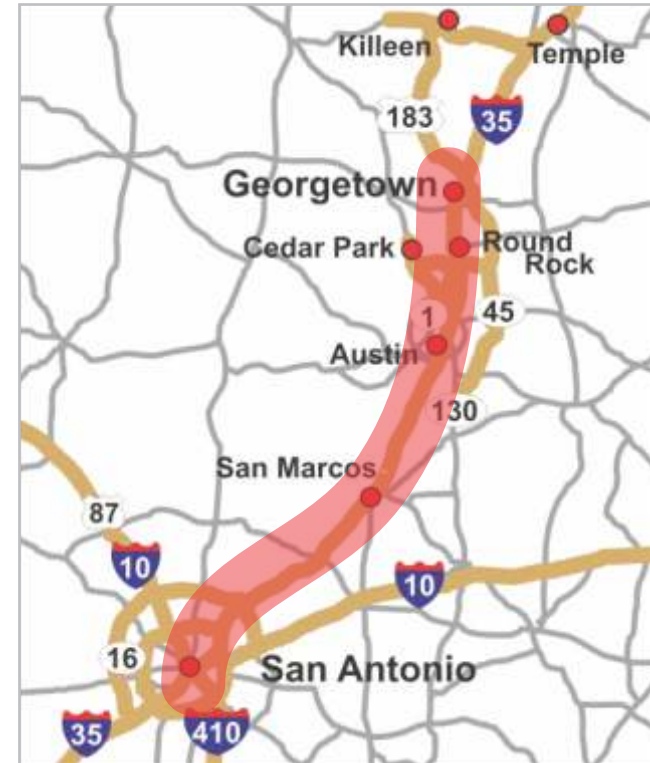 Killeen
Temple
183
35
Georgetown
Cedar Park
Round
Rock
1
45
Austin
130
San Marcos
87
10
10
16
San Antonio
35
410